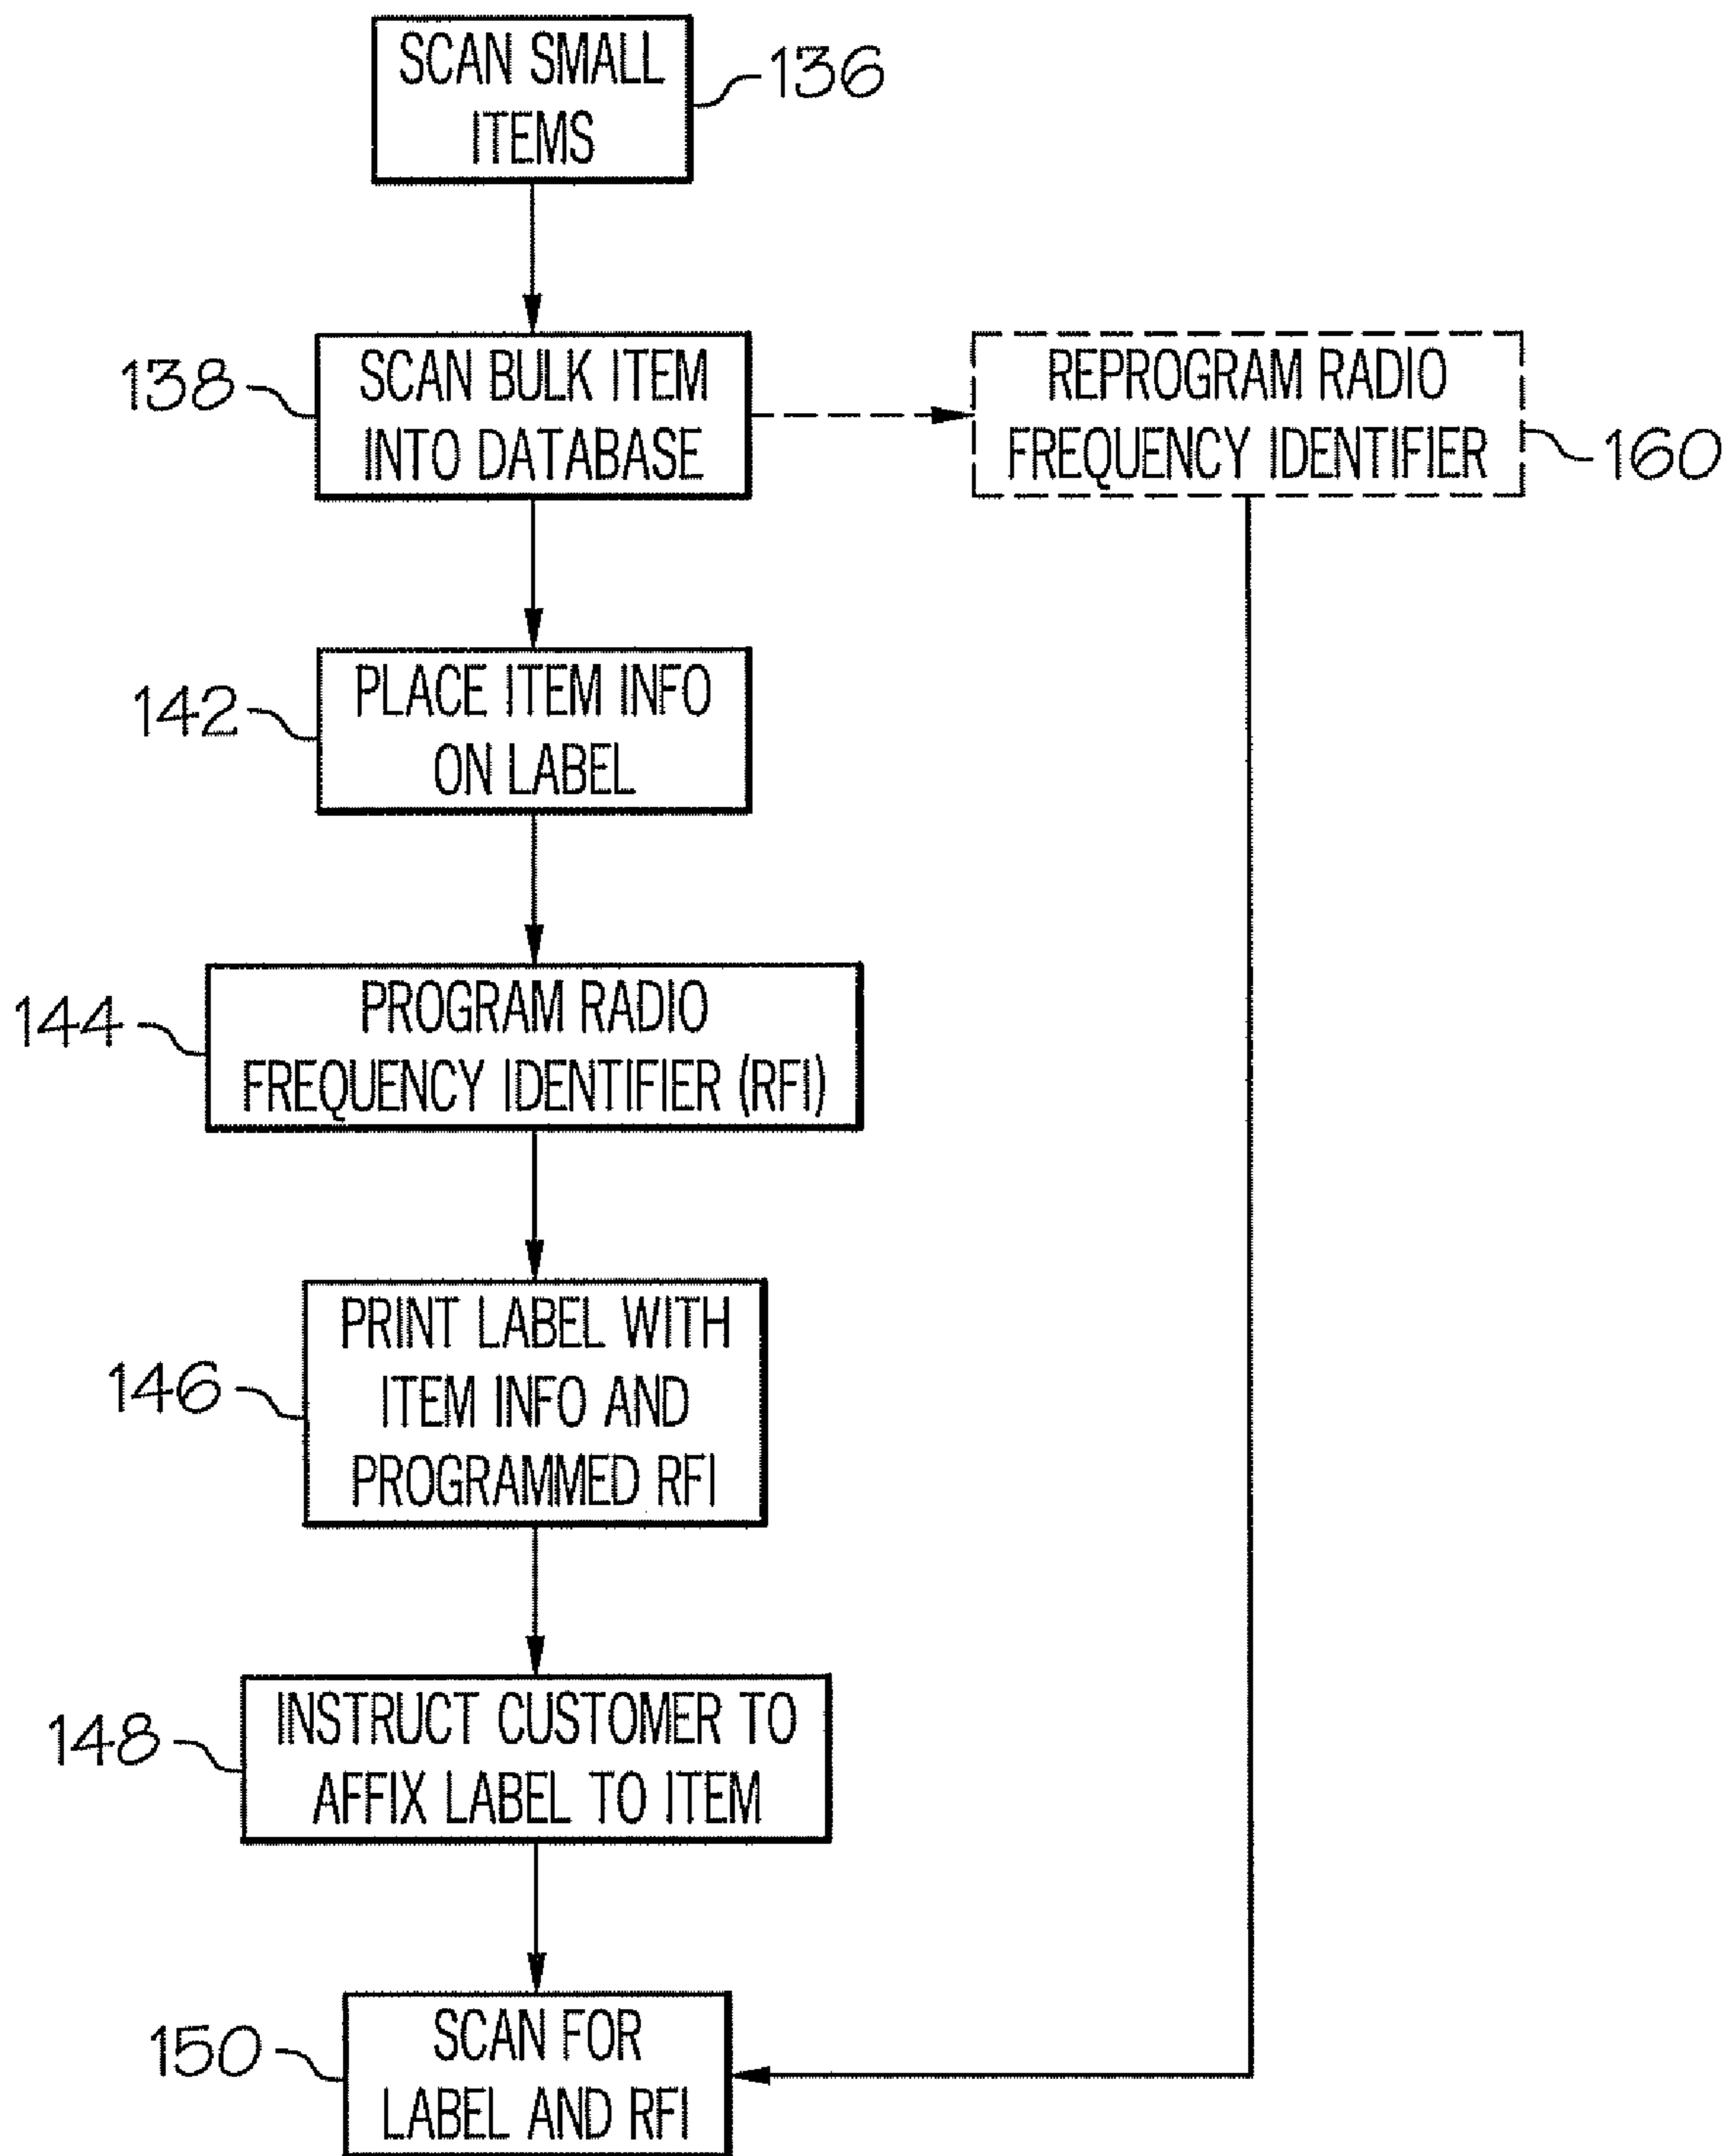 SCAN SMALL
ITEMS
136
138
SCAN BULK ITEM
INTO DATABASE
REPROGRAM RADIO
FREQUENCY IDENTIFIER
160
142
PLACE ITEM INFO
ON LABEL
144
PROGRAM RADIO
FREQUENCY IDENTIFIER (RFI)
146
PRINT LABEL WITH
ITEM INFO AND
PROGRAMMED RFI
148
INSTRUCT CUSTOMER TO
AFFIX LABEL TO ITEM
150
SCAN FOR
LABEL AND RFI